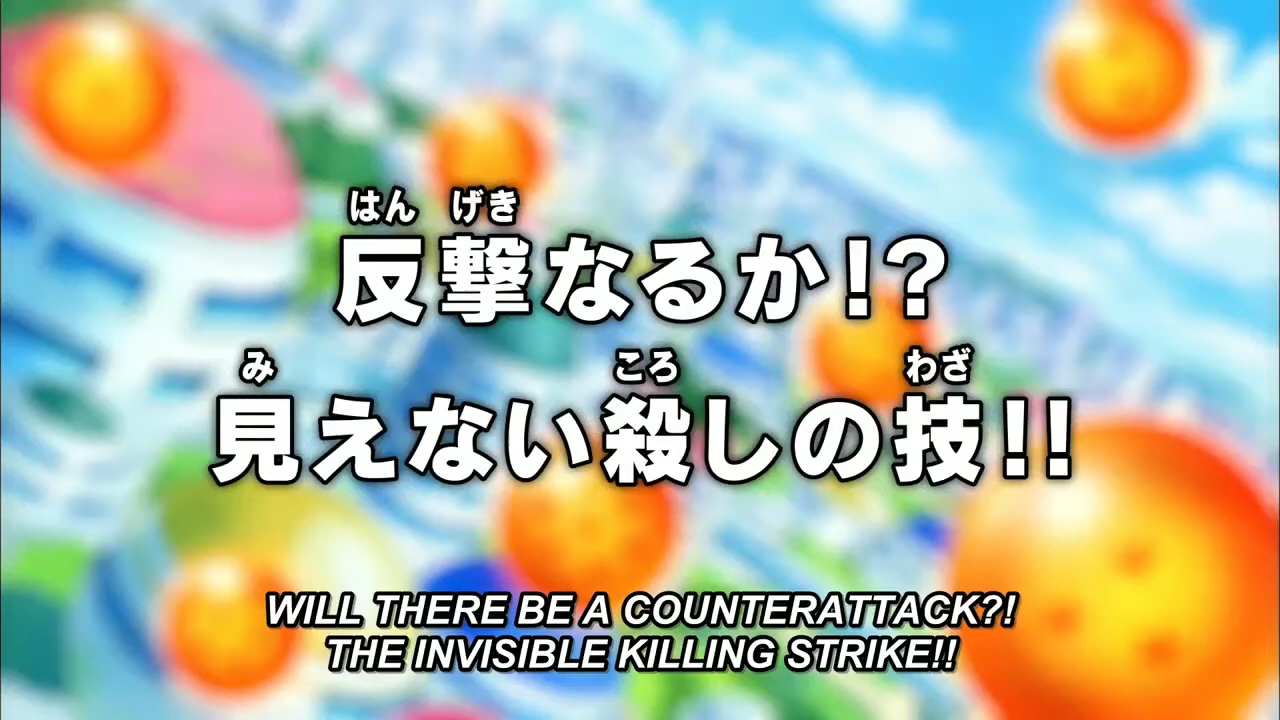 はん げき
反撃なるか!?
み ころ わざ
見えない殺しの技!!
WILL THERE BE A COUNTERATTACK?!
THE INVISIBLE KILLING STRIKE!!